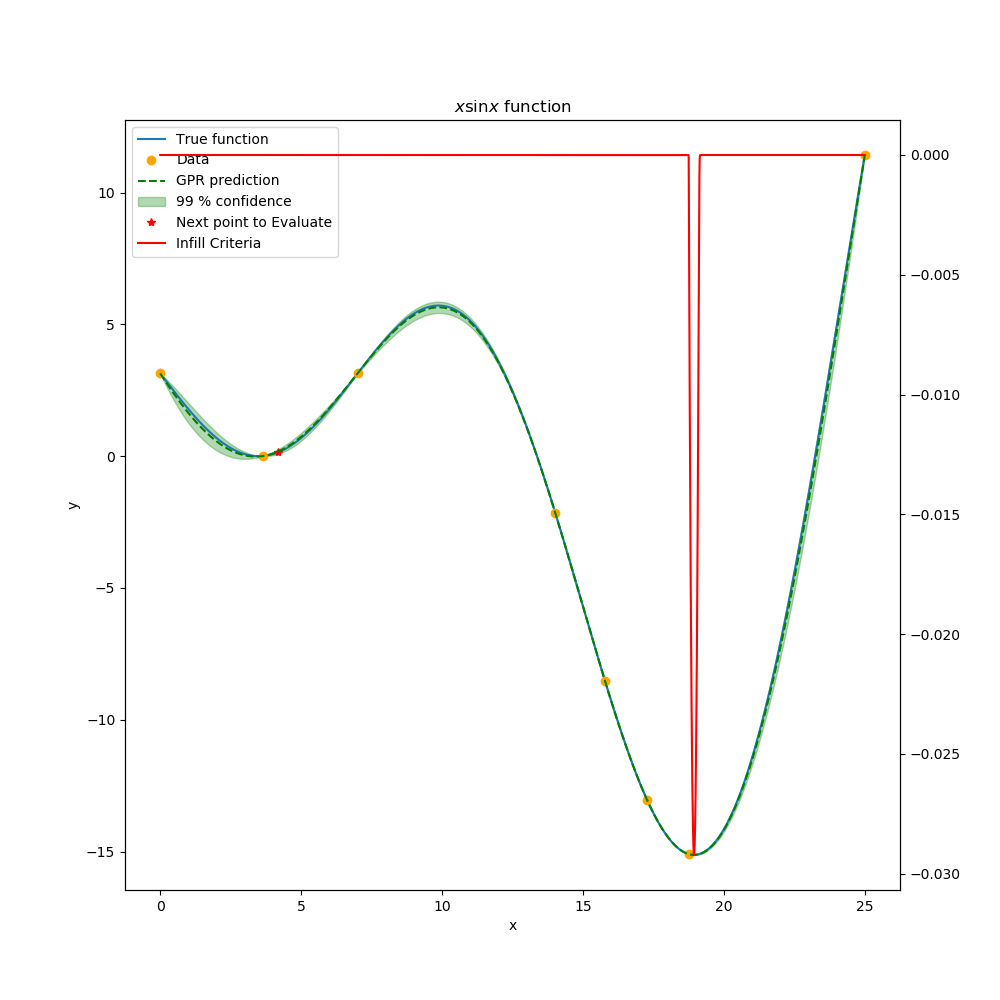 xsinx function
True function
Data
GPR prediction
99 % confidence
Next point to Evaluate
Infill Criteria
10
5
0
−5
−10
−15
y
0.000
−0.005
−0.010
−0.015
−0.020
−0.025
−0.030
0 5 10 15 20 25
x